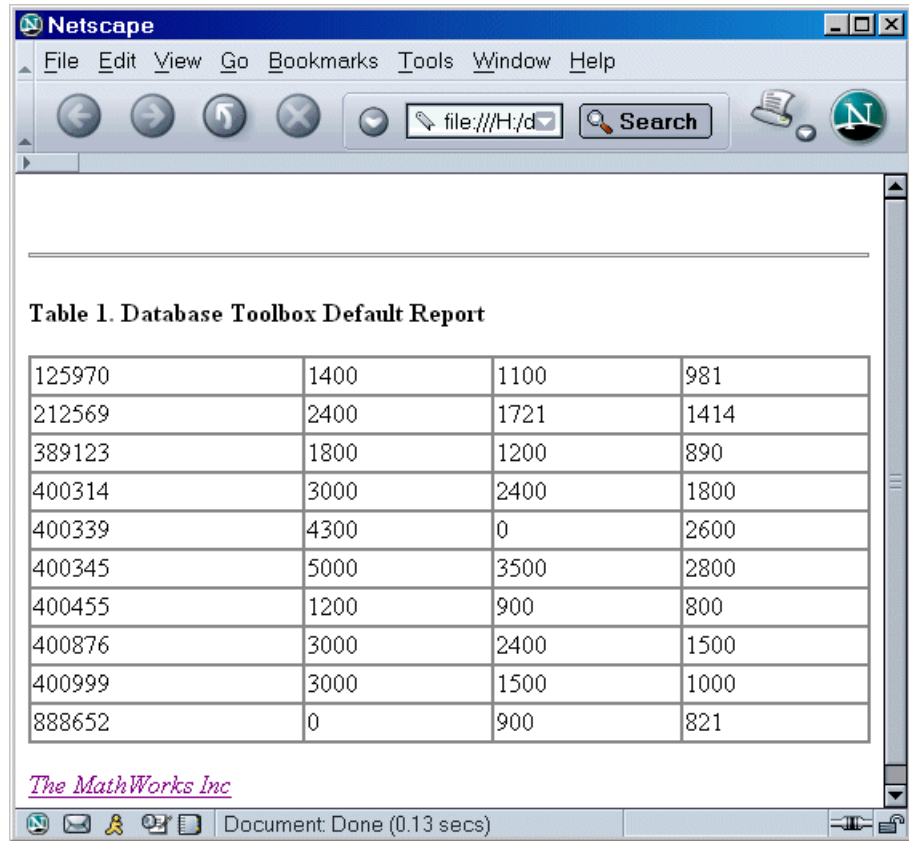 Netscape
File Edit View Go Bookmarks Tools Window Help
file:///H:/d Search N
Table 1. Database Toolbox Default Report
125970 1400 1100 981
212569 2400 1721 1414
389123 1800 1200 890
400314 3000 2400 1800
400339 4300 0 2600
400345 5000 3500 2800
400455 1200 900 800
400876 3000 2400 1500
400999 3000 1500 1000
888652 0 900 821
The MathWorks Inc
Document: Done (0.13 secs)